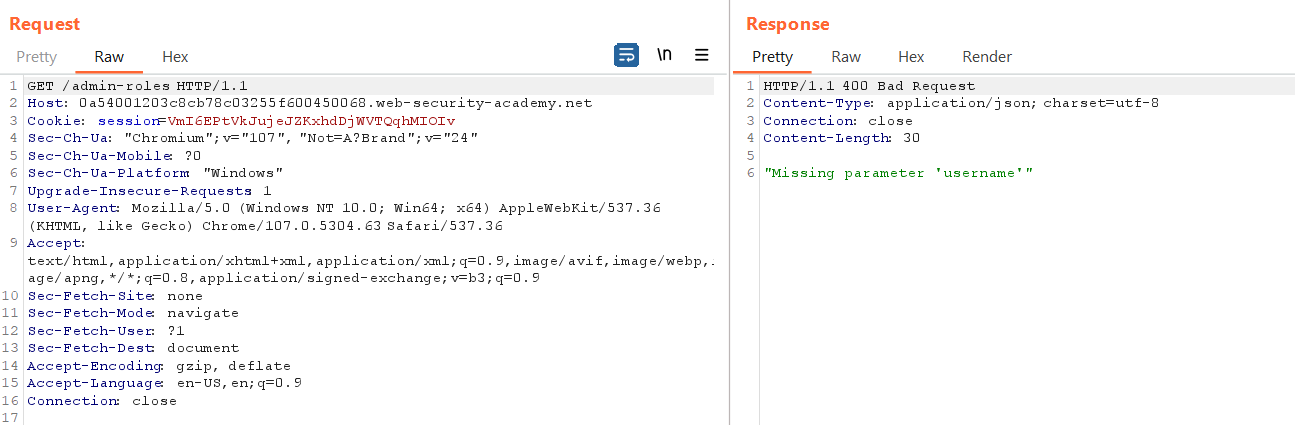 Request
Pretty Raw Hex
\n
1 GET /admin-roles HTTP/1.1
2 Host: 0a54001203c8cb78c03255f600450068.web-security-academy.net
3 Cookie: session=VmI6EPtVkJujeJZKxhdDjWVTQqhMIOIv
4 Sec-Ch-Ua: "Chromium";v="107", "Not=A?Brand";v="24"
5 Sec-Ch-Ua-Mobile: ?0
6 Sec-Ch-Ua-Platform: "Windows"
7 Upgrade-Insecure-Requests: 1
8 User-Agent: Mozilla/5.0 (Windows NT 10.0; Win64; x64) AppleWebKit/537.36
(KHTML, like Gecko) Chrome/107.0.5304.63 Safari/537.36
9 Accept:
text/html,application/xhtml+xml,application/xml;q=0.9,image/avif,image/webp,
age/apng,*/*;q=0.8,application/signed-exchange;v=b3;q=0.9
10 Sec-Fetch-Site: none
11 Sec-Fetch-Mode: navigate
12 Sec-Fetch-User: ?1
13 Sec-Fetch-Dest: document
14 Accept-Encoding: gzip, deflate
15 Accept-Language: en-US,en;q=0.9
16 Connection: close
17
Response
Pretty Raw Hex Render
1 HTTP/1.1 400 Bad Request
2 Content-Type: application/json; charset=utf-8
3 Connection: close
4 Content-Length: 30
5
6 "Missing parameter 'username'"